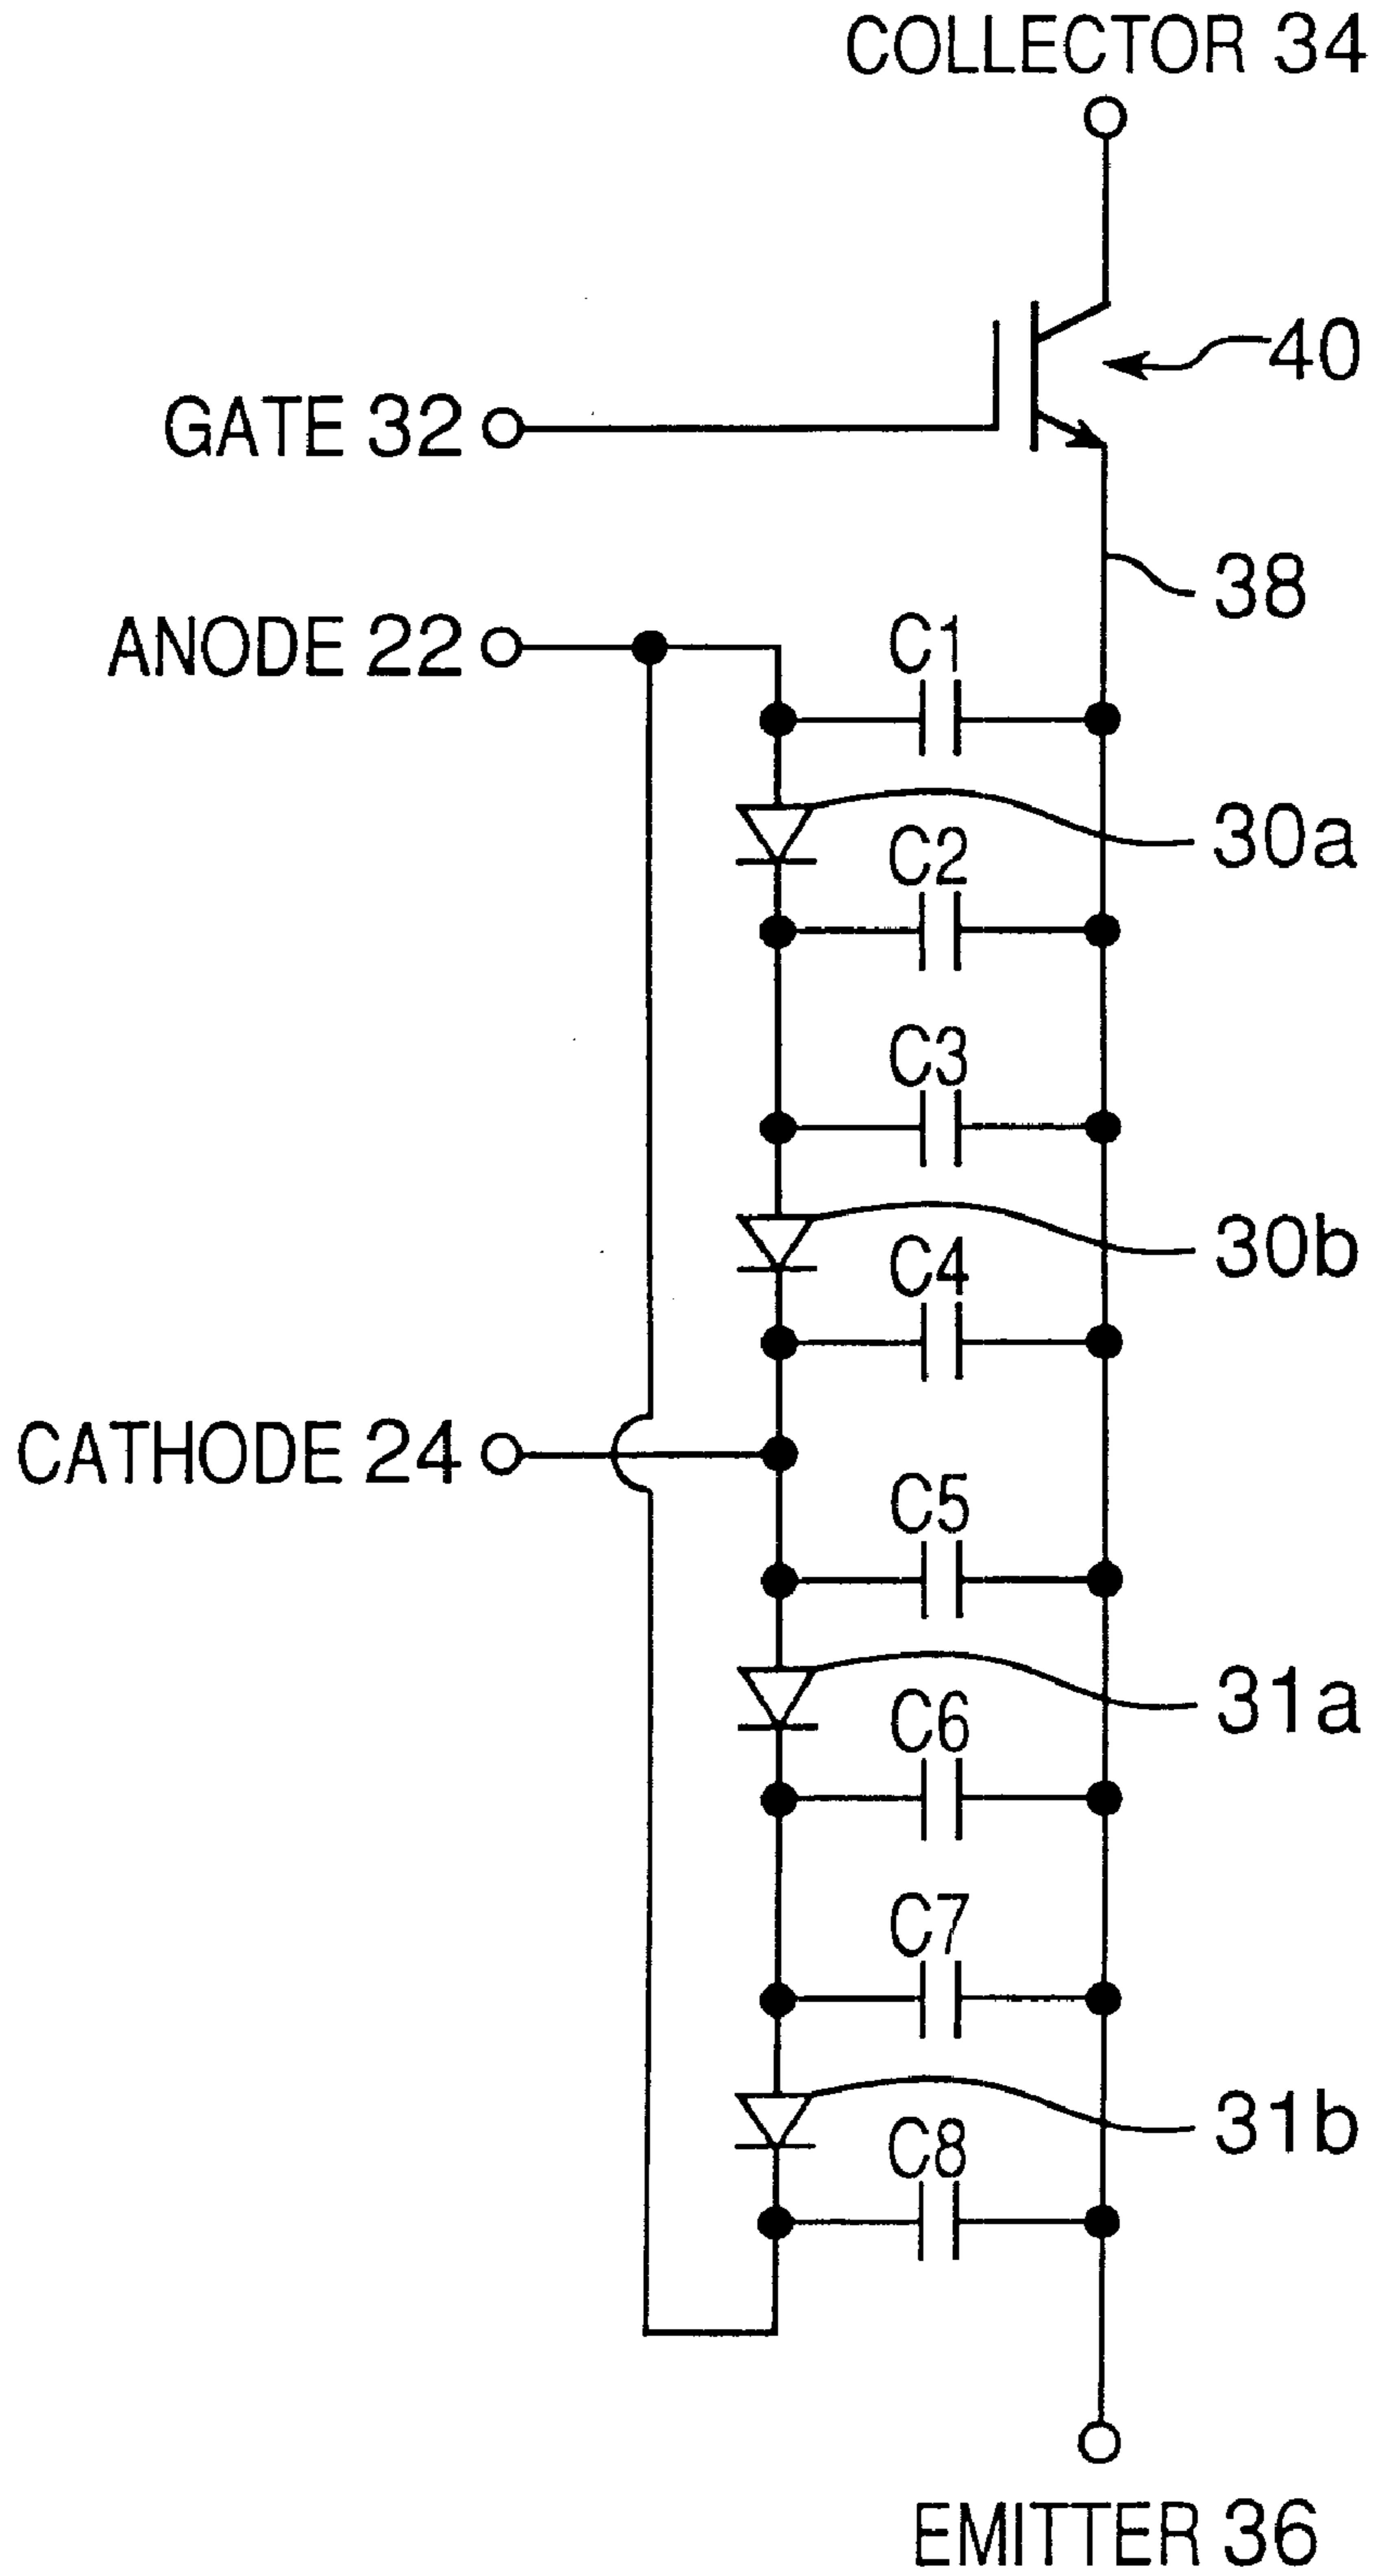 COLLECTOR 34
40
GATE 32
38
ANODE 22
C1
30a
C2
C3
30b
C4
CATHODE 24
C5
31a
C6
C7
31b
C8
EMITTER 36